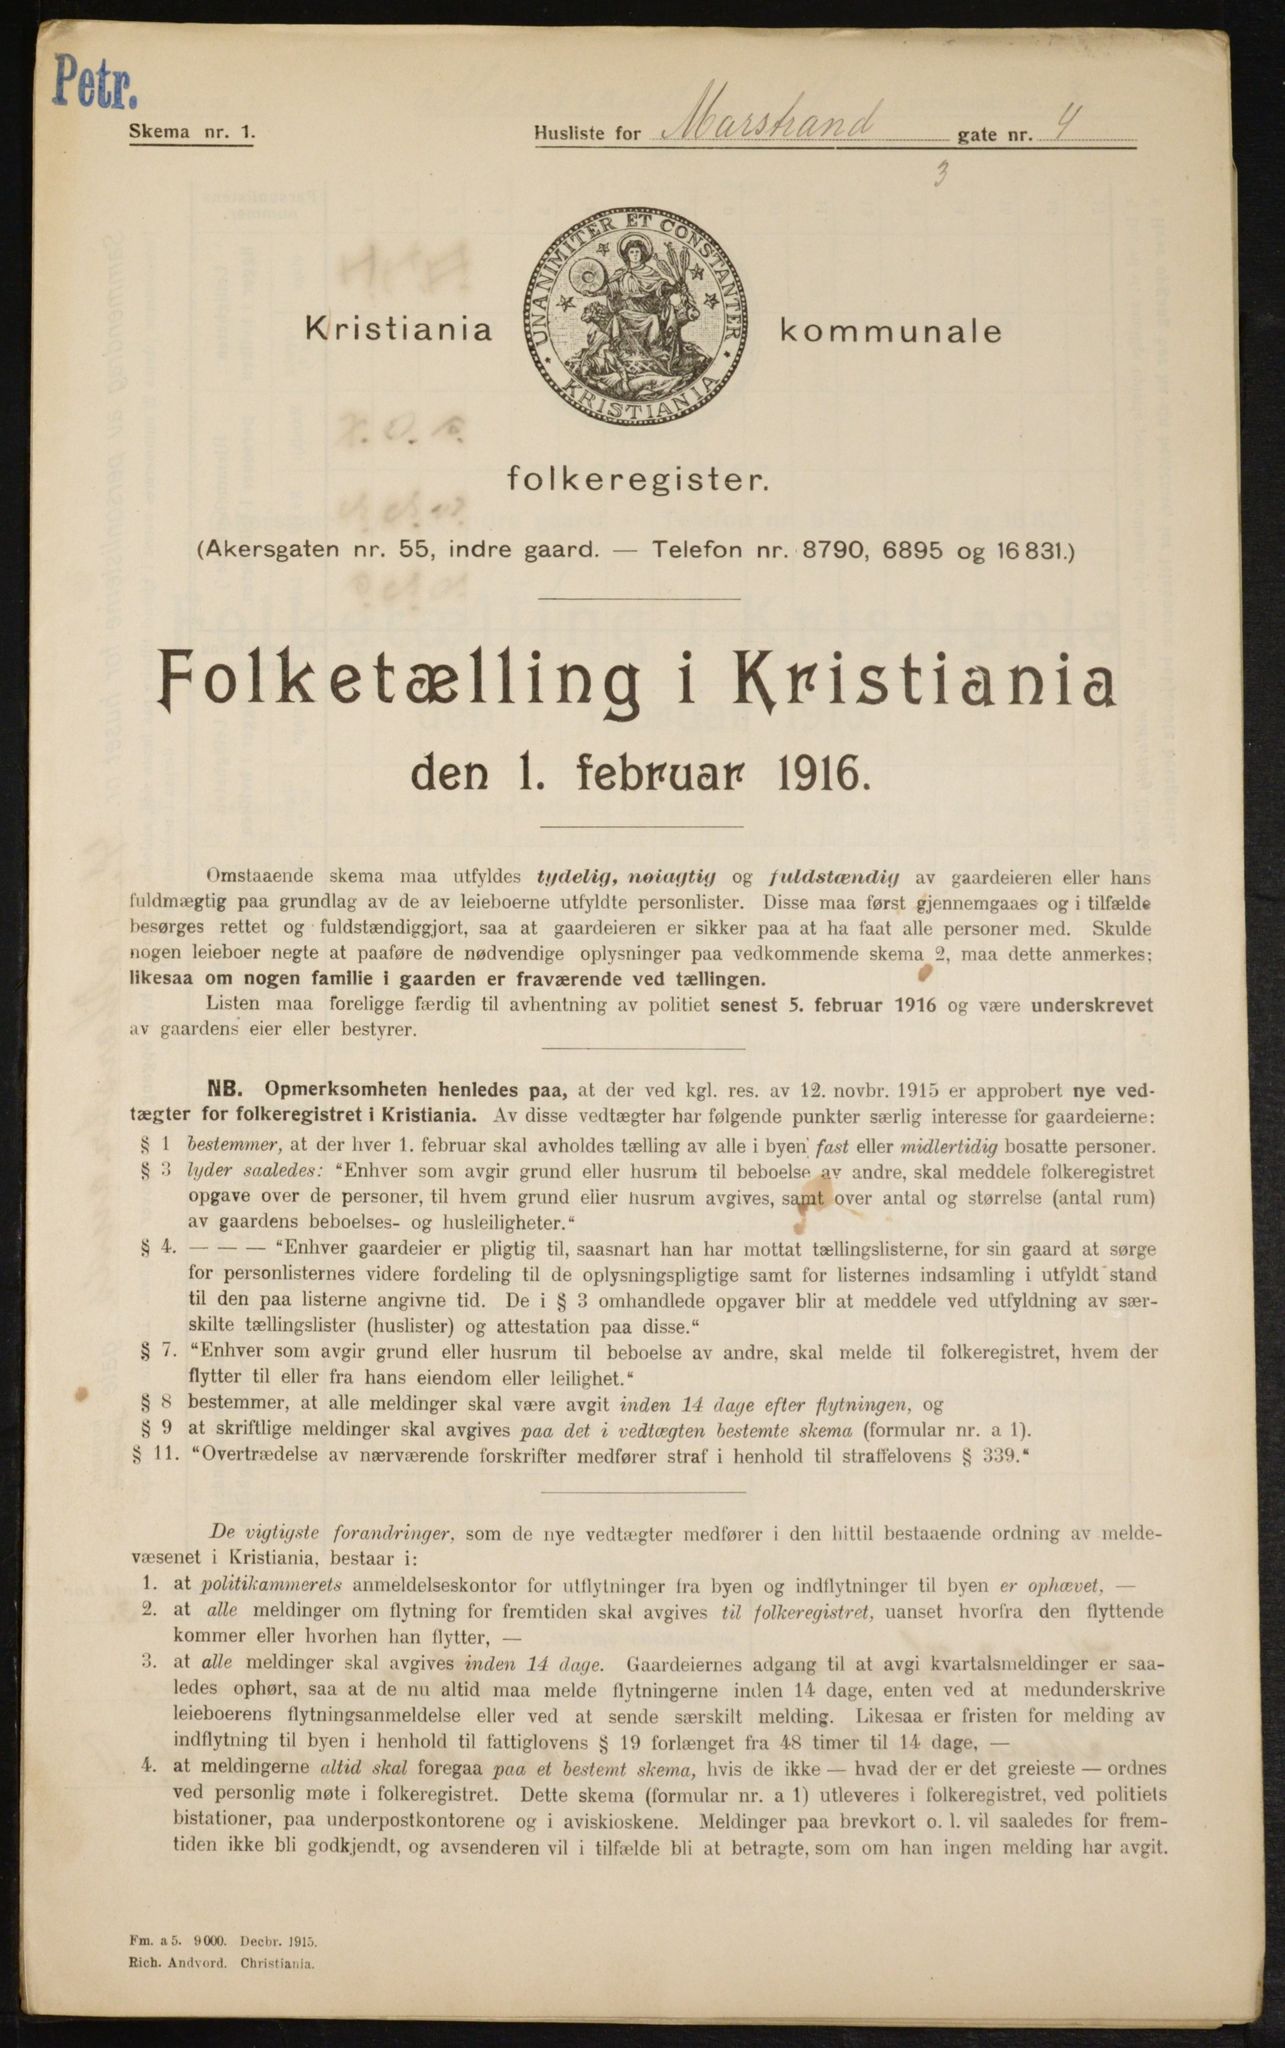 Petr.
Skema nr. 1.
Husliste for Marstrand gate nr. 4
3
UNANIMITER ET CONSTANTER
KRISTIANIA
Kristiania kommunale
folkeregister.
(Akersgaten nr. 55, indre gaard. — Telefon nr. 8790, 6895 og 16 831.)
Folketælling i Kristiania
den 1. februar 1916.
Omstaaende skema maa utfyldes tydelig, nøiagtig og fuldstændig av gaardeieren eller hans
fuldmægtig paa grundlag av de av leieboerne utfyldte personlister. Disse maa først gjennemgaaes og i tilfælde
besørges rettet og fuldstændiggjort, saa at gaardeieren er sikker paa at ha faat alle personer med. Skulde
nogen leieboer negte at paaføre de nødvendige oplysninger paa vedkommende skema 2, maa dette anmerkes;
likesaa om nogen familie i gaarden er fraværende ved tællingen.
Listen maa foreligge færdig til avhentning av politiet senest 5. februar 1916 og være underskrevet
av gaardens eier eller bestyrer.
NB. Opmerksomheten henledes paa, at der ved kgl. res. av 12. novbr. 1915 er approbert nye ved-
tægter for folkeregistret i Kristiania. Av disse vedtægter har følgende punkter særlig interesse for gaardeierne:
§ 1 bestemmer, at der hver 1. februar skal avholdes tælling av alle i byen fast eller midlertidig bosatte personer.
§ 3 lyder saaledes: "Enhver som avgir grund eller husrum til beboelse av andre, skal meddele folkeregistret
opgave over de personer, til hvem grund eller husrum avgives, samt over antal og størrelse (antal rum)
av gaardens beboelses- og husleiligheter."
§ 4. — — — "Enhver gaardeier er pligtig til, saasnart han har mottat tællingslisterne, for sin gaard at sørge
for personlisternes videre fordeling til de oplysningspligtige samt for listernes indsamling i utfyldt stand
til den paa listerne angivne tid. De i § 3 omhandlede opgaver blir at meddele ved utfyldning av sær-
skilte tællingslister (huslister) og attestation paa disse."
§ 7. "Enhver som avgir grund eller husrum til beboelse av andre, skal melde til folkeregistret, hvem der
flytter til eller fra hans eiendom eller leilighet."
§ 8 bestemmer, at alle meldinger skal være avgit inden 14 dage efter flytningen, og
§ 9 at skriftlige meldinger skal avgives paa det i vedtægten bestemte skema (formular nr. a 1).
§ 11. "Overtrædelse av nærværende forskrifter medfører straf i henhold til straffelovens § 339."
De vigtigste forandringer, som de nye vedtægter medfører i den hittil bestaaende ordning av melde-
væsenet i Kristiania, bestaar i:
1. at politikammerets anmeldelseskontor for utflytninger fra byen og indflytninger til byen er ophævet, —
2. at alle meldinger om flytning for fremtiden skal avgives til folkeregistret, uanset hvorfra den flyttende
kommer eller hvorhen han flytter, —
3. at alle meldinger skal avgives inden 14 dage. Gaardeiernes adgang til at avgi kvartalsmeldinger er saa-
ledes ophørt, saa at de nu altid maa melde flytningerne inden 14 dage, enten ved at medunderskrive
leieboerens flytningsanmeldelse eller ved at sende særskilt melding. Likesaa er fristen for melding av
indflytning til byen i henhold til fattiglovens § 19 forlænget fra 48 timer til 14 dage, —
4. at meldingerne altid skal foregaa paa et bestemt skema, hvis de ikke — hvad der er det greieste — ordnes
ved personlig møte i folkeregistret. Dette skema (formular nr. a 1) utleveres i folkeregistret, ved politiets
bistationer, paa underpostkontorene og i aviskioskene. Meldinger paa brevkort o. l. vil saaledes for frem-
tiden ikke bli godkjendt, og avsenderen vil i tilfælde bli at betragte, som om han ingen melding har avgit.
Fm. a 5. 9 000. Decbr. 1915.
Rich. Andvord. Christiania.